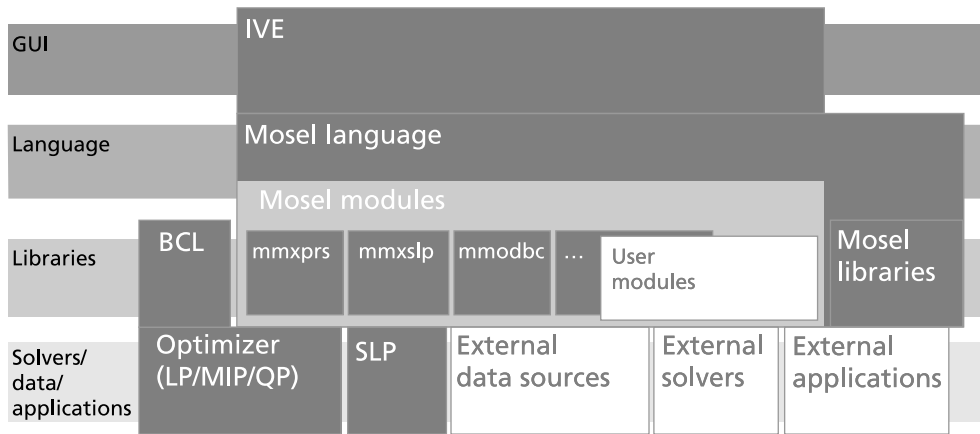 IVE
GUI
Mosel language
Language
Mosel modules
BCL
mmxprs
mmxslp
mmodbc
...
User
modules
Mosel
libraries
Libraries
Optimizer
(LP/MIP/QP)
SLP
External
data sources
External
solvers
External
applications
Solvers/
data/
applications